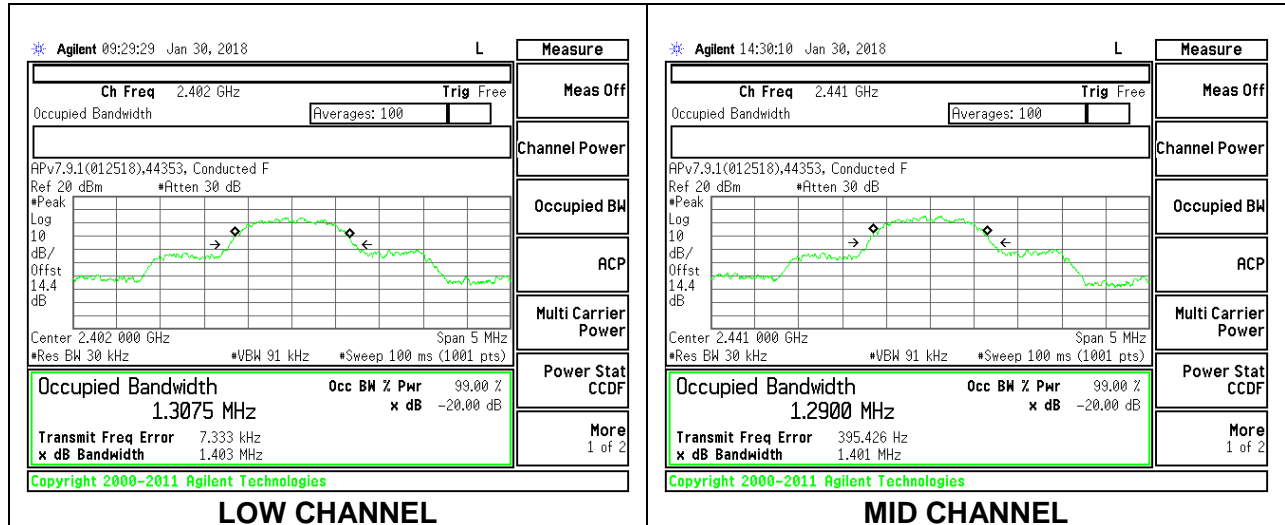 Agilent 09:29:29 Jan 30, 2018 L
Measure
Ch Freq 2.402 GHz Trig Free
Occupied Bandwidth Averages: 100
APv7.9.1(012518),44353, Conducted F
Ref 20 dBm #Atten 30 dB
#Peak
Log
10
dB/
Offst
14.4
dB
Center 2.402 000 GHz Span 5 MHz
#Res BW 30 kHz #VBW 91 kHz #Sweep 100 ms (1001 pts)
Occupied Bandwidth Occ BW % Pwr 99.00 %
1.3075 MHz x dB -20.00 dB
Transmit Freq Error 7.333 kHz
x dB Bandwidth 1.403 MHz
Copyright 2000-2011 Agilent Technologies
Meas Off
Channel Power
Occupied BW
ACP
Multi Carrier
Power
Power Stat
CCDF
More
1 of 2
LOW CHANNEL
Agilent 14:30:10 Jan 30, 2018 L
Measure
Ch Freq 2.441 GHz Trig Free
Occupied Bandwidth Averages: 100
APv7.9.1(012518),44353, Conducted F
Ref 20 dBm #Atten 30 dB
#Peak
Log
10
dB/
Offst
14.4
dB
Center 2.441 000 GHz Span 5 MHz
#Res BW 30 kHz #VBW 91 kHz #Sweep 100 ms (1001 pts)
Occupied Bandwidth Occ BW % Pwr 99.00 %
1.2900 MHz x dB -20.00 dB
Transmit Freq Error 395.426 Hz
x dB Bandwidth 1.401 MHz
Copyright 2000-2011 Agilent Technologies
Meas Off
Channel Power
Occupied BW
ACP
Multi Carrier
Power
Power Stat
CCDF
More
1 of 2
MID CHANNEL